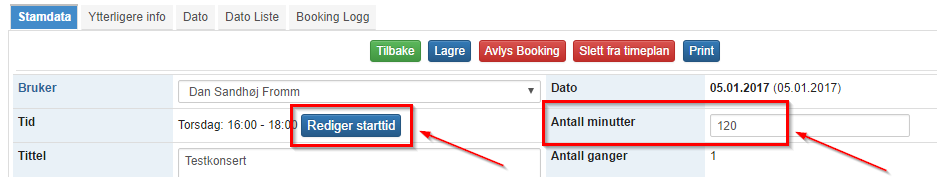 Stamdata Ytterligere info Dato Dato Liste Booking Logg
Tilbake Lagre Avlys Booking Slett fra timeplan Print
Bruker Dan Sandhøj Fromm Dato 05.01.2017 (05.01.2017)
Tid Torsdag: 16:00 - 18:00 Rediger starttid Antall minutter 120
Tittel Testkonsert Antall ganger 1